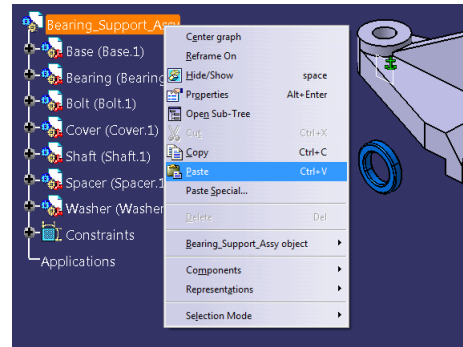 Bearing_Support_Assy
Base (Base.1)
Bearing (Bearing
Bolt (Bolt.1)
Cover (Cover.1)
Shaft (Shaft.1)
Spacer (Spacer.1
Washer (Washer
Constraints
Applications
Center graph
Reframe On
Hide/Show space
Properties Alt+Enter
Open Sub-Tree
Cut Ctrl+X
Copy Ctrl+C
Paste Ctrl+V
Paste Special...
Delete Del
Bearing_Support_Assy object
Components
Representations
Selection Mode